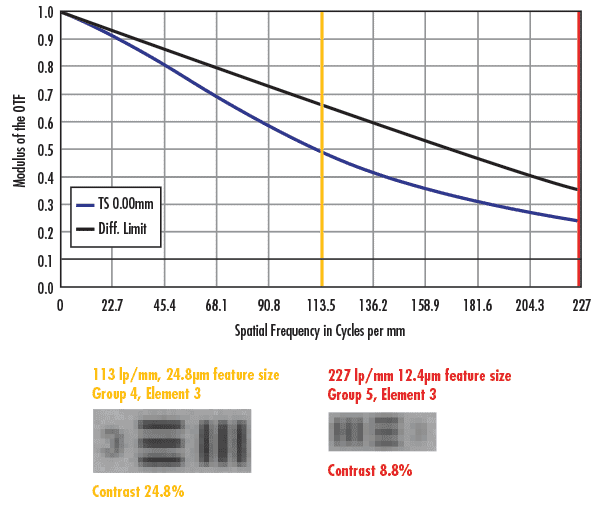 1.0
0.9
0.8
0.7
0.6
0.5
0.4
0.3
0.2
0.1
0.0
Modulus of the OTF
TS 0.00mm
Diff. Limit
0 22.7 45.4 68.1 90.8 113.5 136.2 158.9 181.6 204.3 227
Spatial Frequency in Cycles per mm
113 lp/mm, 24.8µm feature size
Group 4, Element 3
Contrast 24.8%
227 lp/mm 12.4µm feature size
Group 5, Element 3
Contrast 8.8%